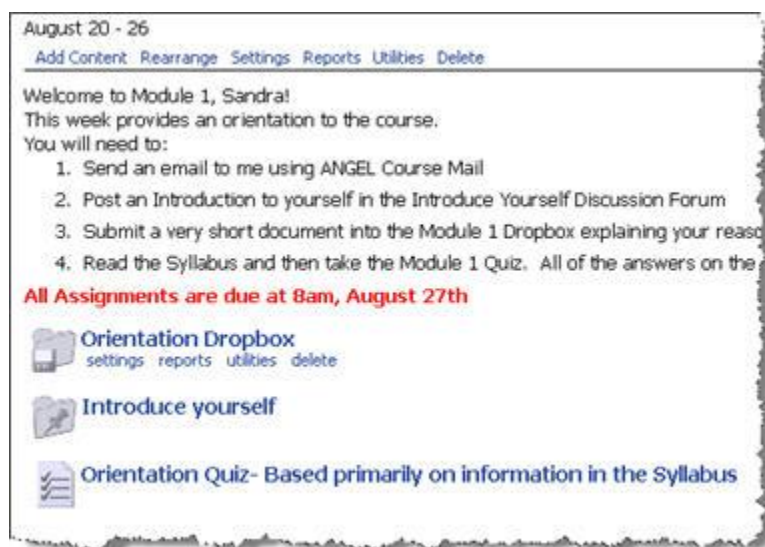 August 20 - 26
Add Content Rearrange Settings Reports Utilities Delete
Welcome to Module 1, Sandra!
This week provides an orientation to the course.
You will need to:
1. Send an email to me using ANGEL Course Mail
2. Post an Introduction to yourself in the Introduce Yourself Discussion Forum
3. Submit a very short document into the Module 1 Dropbox explaining your reaso
4. Read the Syllabus and then take the Module 1 Quiz. All of the answers on the
All Assignments are due at 8am, August 27th
Orientation Dropbox
settings reports utilities delete
Introduce yourself
Orientation Quiz- Based primarily on information in the Syllabus